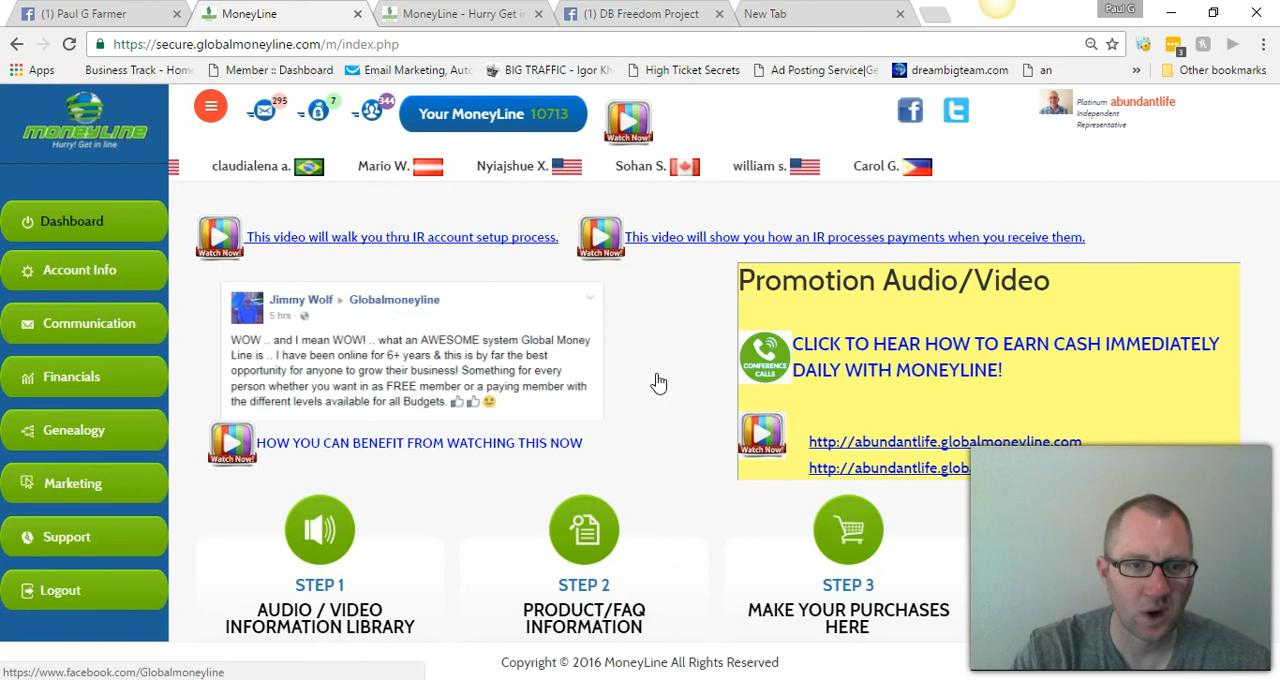 (1) Paul G Farmer
MoneyLine
MoneyLine - Hurry Get in
(1) DB Freedom Project
New Tab
Paul G
https://secure.globalmoneyline.com/m/index.php
3
Apps
Business Track - Home
Member :: Dashboard
Email Marketing, Auto
BIG TRAFFIC - Igor Kh
High Ticket Secrets
Ad Posting Service|Ge
dreambigteam.com
an
»
Other bookmarks
MONEYLINE
Hurry! Get in line
295
7
344
Your MoneyLine 10713
Watch Now!
Platinum abundantlife
Independent
Representative
claudialena a.
Mario W.
Nyiajshue X.
Sohan S.
william s.
Carol G.
Dashboard
Account Info
Communication
Financials
Genealogy
Marketing
Support
Logout
Watch Now!
This video will walk you thru IR account setup process.
Watch Now!
This video will show you how an IR processes payments when you receive them.
Jimmy Wolf ▸ Globalmoneyline
5 hrs ·
WOW .. and I mean WOW! .. what an AWESOME system Global Money
Line is .. I have been online for 6+ years & this is by far the best
opportunity for anyone to grow their business! Something for every
person whether you want in as FREE member or a paying member with
the different levels available for all Budgets.
Watch Now!
HOW YOU CAN BENEFIT FROM WATCHING THIS NOW
Promotion Audio/Video
CONFERENCE
CALLS
CLICK TO HEAR HOW TO EARN CASH IMMEDIATELY
DAILY WITH MONEYLINE!
Watch Now!
http://abundantlife.globalmoneyline.com
http://abundantlife.globa
STEP 1
AUDIO / VIDEO
INFORMATION LIBRARY
STEP 2
PRODUCT/FAQ
INFORMATION
STEP 3
MAKE YOUR PURCHASES
HERE
Copyright © 2016 MoneyLine All Rights Reserved
https://www.facebook.com/Globalmoneyline